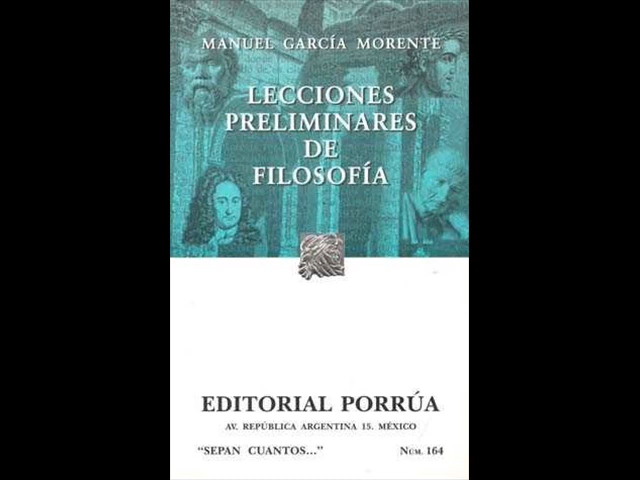 MANUEL GARCÍA MORENTE
LECCIONES
PRELIMINARES
DE
FILOSOFÍA
EDITORIAL PORRÚA
AV. REPÚBLICA ARGENTINA 15. MÉXICO
“SEPAN CUANTOS...” NÚM. 164